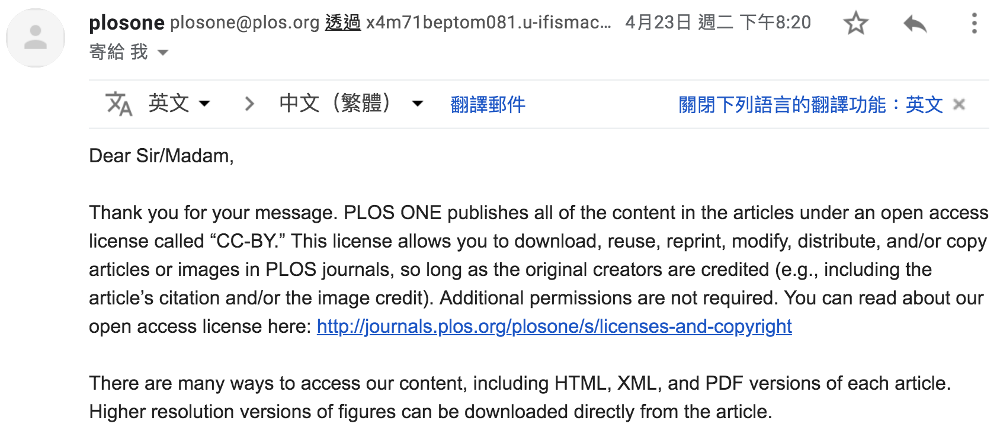 plosone plosone@plos.org 透過 x4m71beptom081.u-ifismac... 4月23日 週二 下午8:20
寄給 我
英文 中文（繁體） 翻譯郵件 關閉下列語言的翻譯功能：英文
Dear Sir/Madam,
Thank you for your message. PLOS ONE publishes all of the content in the articles under an open access
license called “CC-BY.” This license allows you to download, reuse, reprint, modify, distribute, and/or copy
articles or images in PLOS journals, so long as the original creators are credited (e.g., including the
article’s citation and/or the image credit). Additional permissions are not required. You can read about our
open access license here: http://journals.plos.org/plosone/s/licenses-and-copyright
There are many ways to access our content, including HTML, XML, and PDF versions of each article.
Higher resolution versions of figures can be downloaded directly from the article.